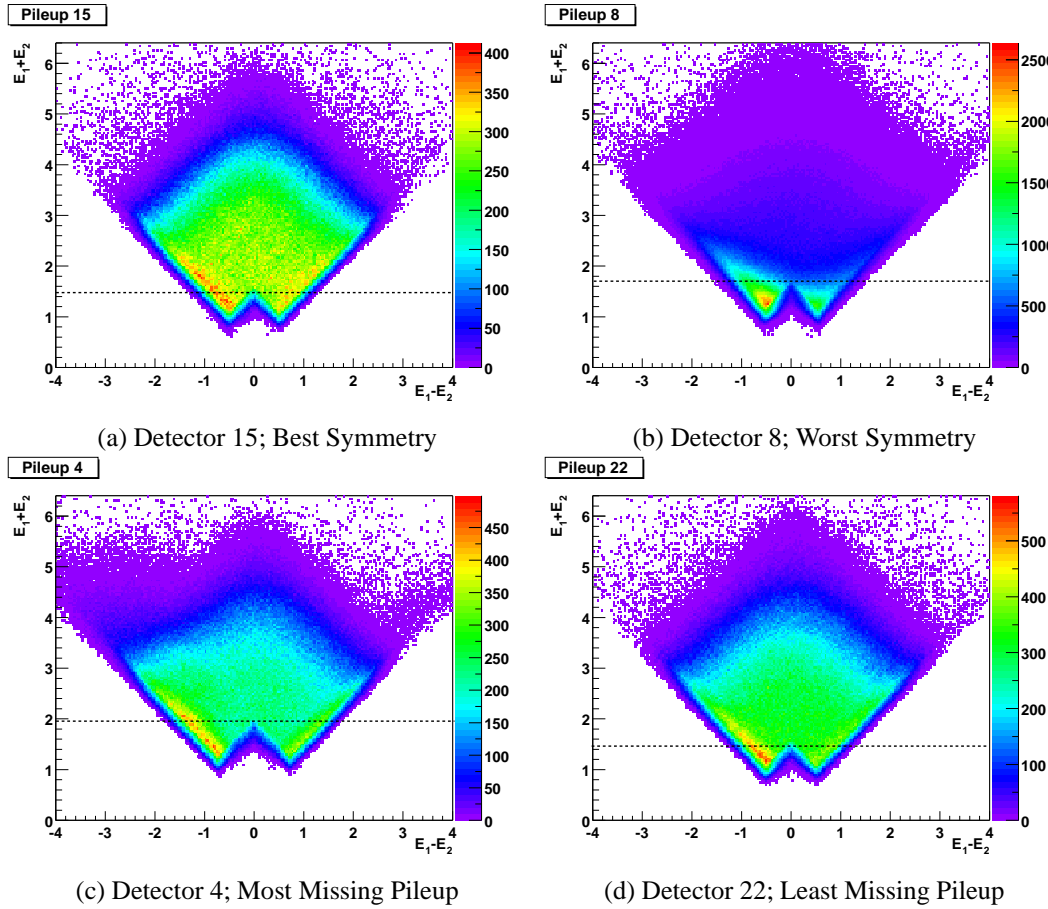 Pileup 15
E1+E2
6
5
4
3
2
1
0
-4 -3 -2 -1 0 1 2 3 4
E1-E2
400
350
300
250
200
150
100
50
0
(a) Detector 15; Best Symmetry
Pileup 8
E1+E2
6
5
4
3
2
1
0
-4 -3 -2 -1 0 1 2 3 4
E1-E2
2500
2000
1500
1000
500
0
(b) Detector 8; Worst Symmetry
Pileup 4
E1+E2
6
5
4
3
2
1
0
-4 -3 -2 -1 0 1 2 3 4
E1-E2
450
400
350
300
250
200
150
100
50
0
(c) Detector 4; Most Missing Pileup
Pileup 22
E1+E2
6
5
4
3
2
1
0
-4 -3 -2 -1 0 1 2 3 4
E1-E2
500
400
300
200
100
0
(d) Detector 22; Least Missing Pileup